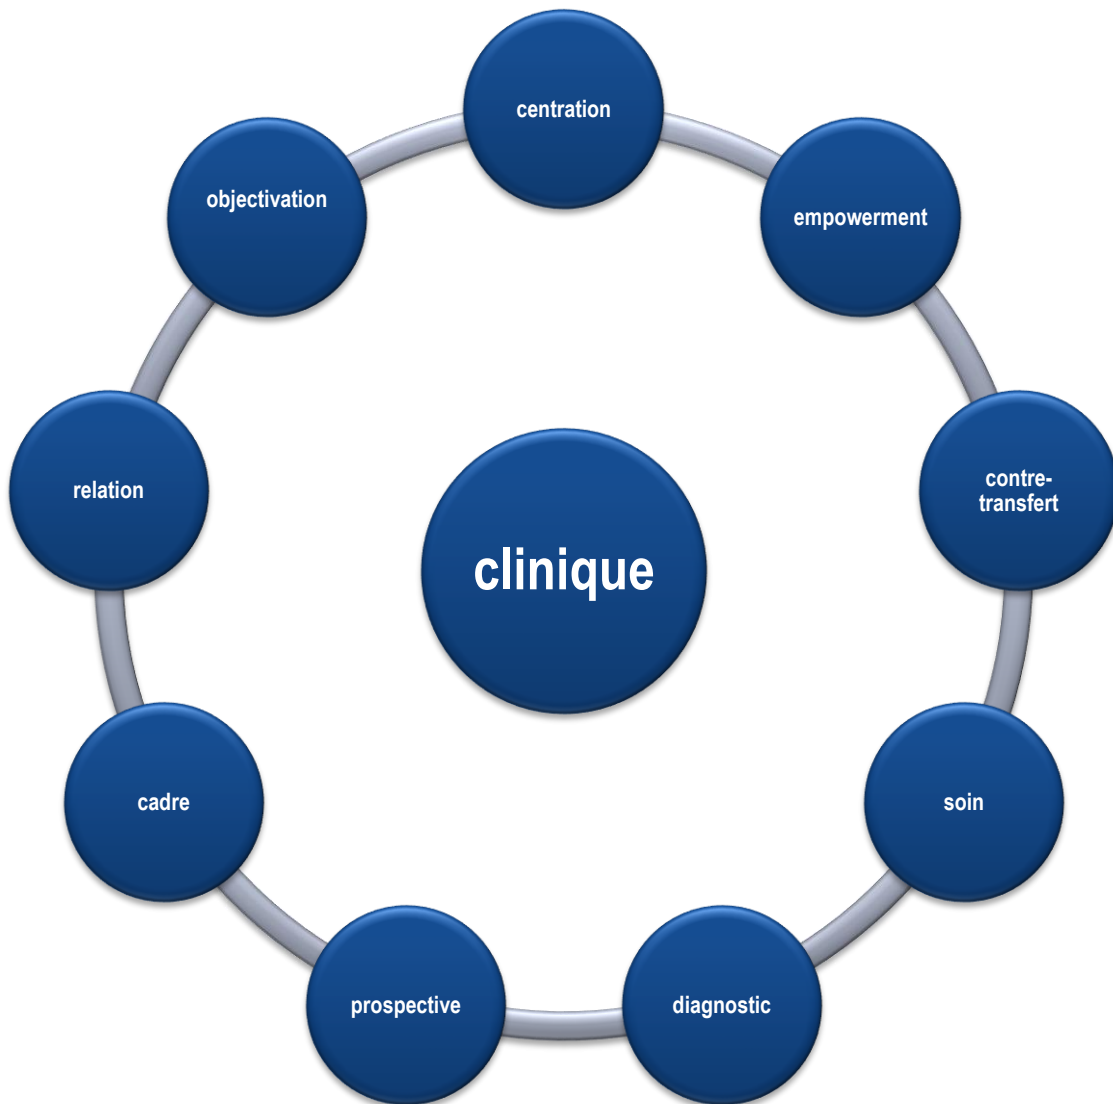 centration
objectivation
empowerment
relation
contre-
transfert
clinique
cadre
soin
prospective
diagnostic